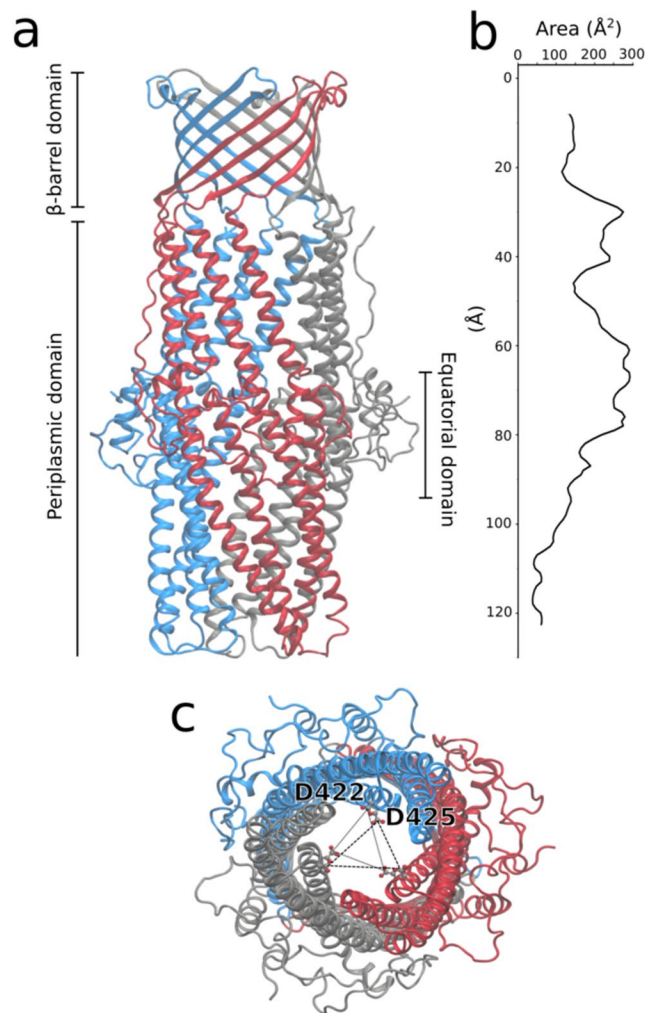 a
β-barrel domain
Periplasmic domain
Equatorial domain
b
Area (Å²)
0 100 200 300
0
20
40
60
80
100
120
(Å)
c
D422
D425